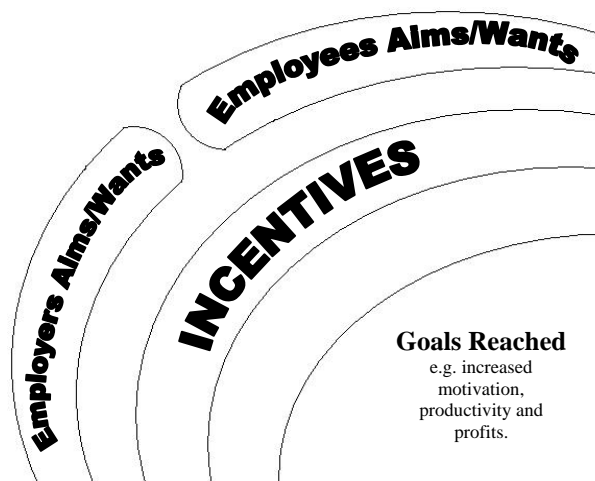 Employees Aims/Wants
Employers Aims/Wants
INCENTIVES
Goals Reached
e.g. increased
motivation,
productivity and
profits.